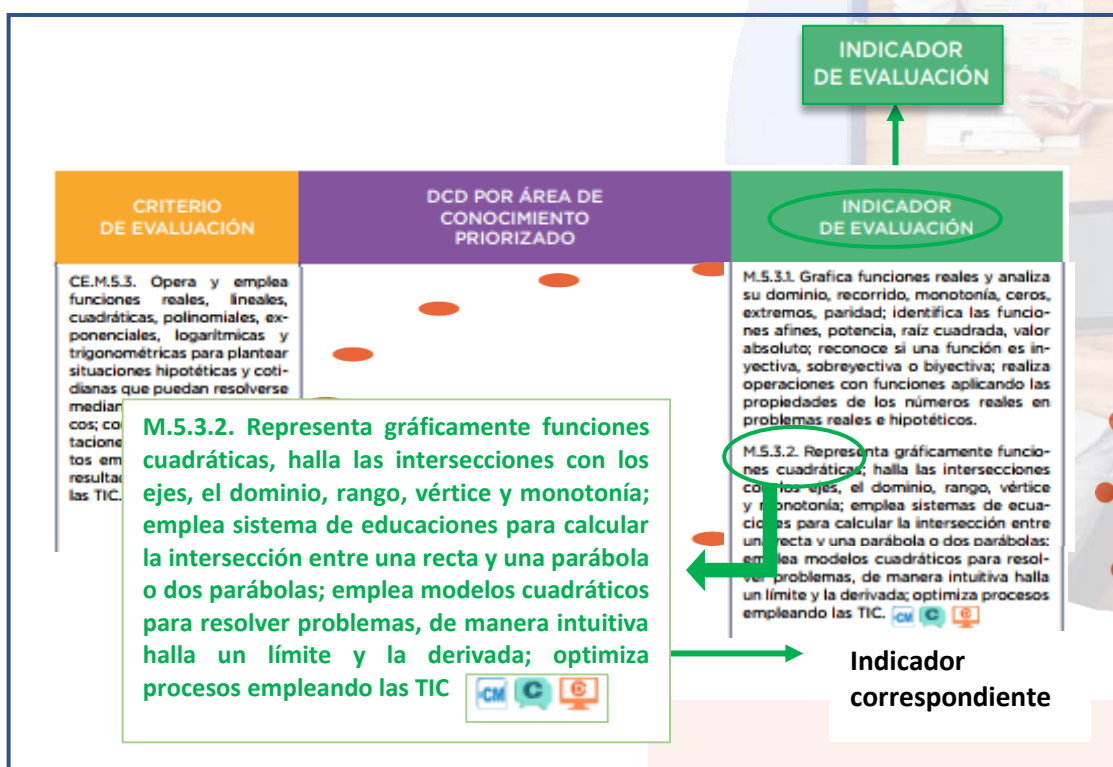 INDICADOR
DE EVALUACIÓN
CRITERIO
DE EVALUACIÓN
DCD POR ÁREA DE
CONOCIMIENTO
PRIORIZADO
INDICADOR
DE EVALUACIÓN
CE.M.5.3. Opera y emplea
funciones reales, lineales,
cuadráticas, polinomiales, ex-
ponenciales, logarítmicas y
trigonométricas para plantear
situaciones hipotéticas y coti-
dianas que puedan resolverse
median
cos; co
tacione
tos em
resulta
las TIC.
M.5.3.2. Representa gráficamente funciones
cuadráticas, halla las intersecciones con los
ejes, el dominio, rango, vértice y monotonía;
emplea sistema de educaciones para calcular
la intersección entre una recta y una parábola
o dos parábolas; emplea modelos cuadráticos
para resolver problemas, de manera intuitiva
halla un límite y la derivada; optimiza
procesos empleando las TIC
CM C
M.5.3.1. Grafica funciones reales y analiza
su dominio, recorrido, monotonía, ceros,
extremos, paridad; identifica las funcio-
nes afines, potencia, raíz cuadrada, valor
absoluto; reconoce si una función es in-
yectiva, sobreyectiva o biyectiva; realiza
operaciones con funciones aplicando las
propiedades de los números reales en
problemas reales e hipotéticos.
M.5.3.2. Representa gráficamente funcio-
nes cuadráticas; halla las intersecciones
con los ejes, el dominio, rango, vértice
y monotonía; emplea sistemas de ecua-
ciones para calcular la intersección entre
una recta y una parábola o dos parábolas;
emplea modelos cuadráticos para resol-
ver problemas, de manera intuitiva halla
un límite y la derivada; optimiza procesos
empleando las TIC. CM C
Indicador
correspondiente